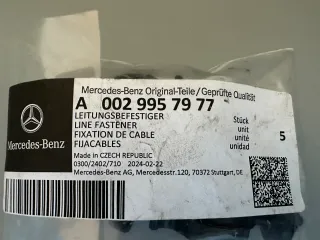 Mercedes-Benz Original-Teile/Geprüfte Qualität
A 002 995 79 77
LEITUNGSBEFESTIGER
LINE FASTENER
FIXATION DE CABLE
FIJACABLES
Stück
unit
unité
unidad
5
Made in CZECH REPUBLIC
0300/2402/710 2024-02-22
Mercedes-Benz AG, Mercedesstr.120, 70372 Stuttgart, DE
Mercedes-Benz